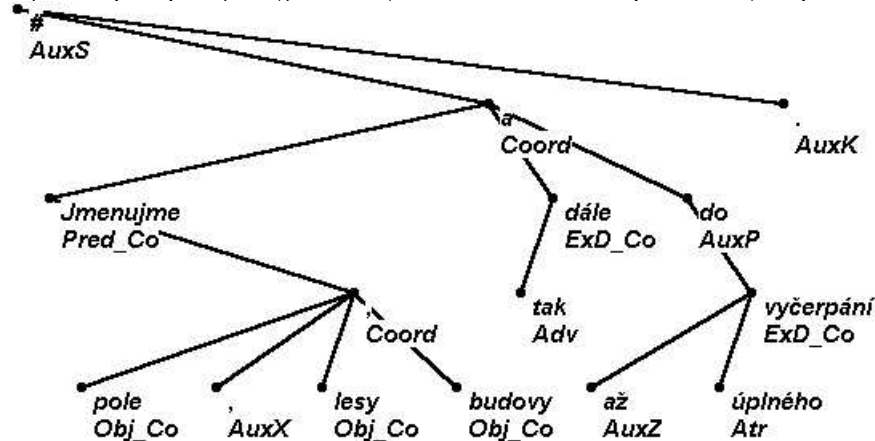 #
AuxS
a
Coord
.
AuxK
Jmenujme
Pred_Co
dále
ExD_Co
do
AuxP
,
Coord
tak
Adv
vyčerpání
ExD_Co
pole
Obj_Co
,
AuxX
lesy
Obj_Co
budovy
Obj_Co
až
AuxZ
úplného
Atr